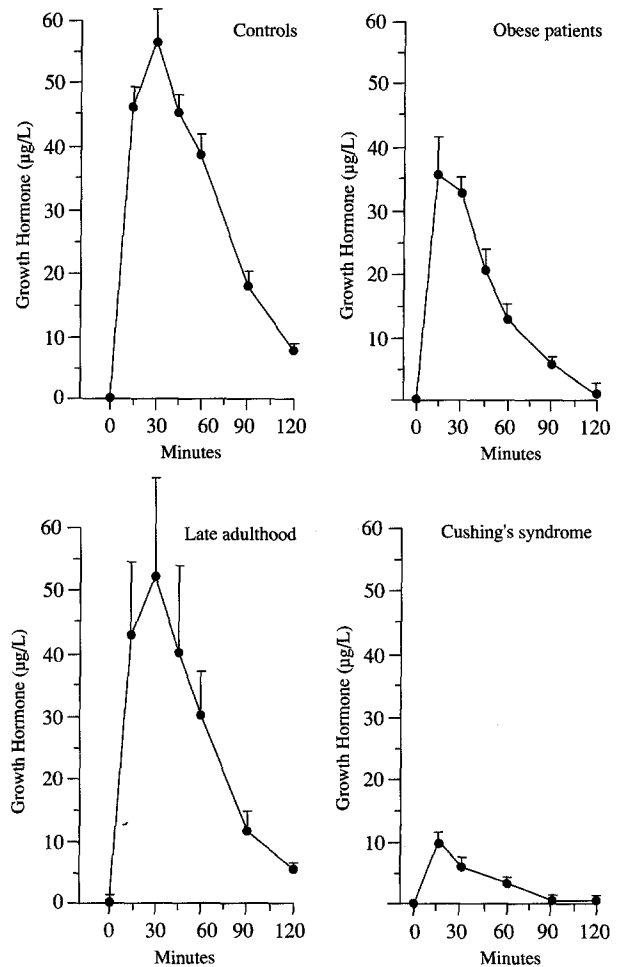 Controls
Growth Hormone (µg/L)
60
50
40
30
20
10
0
0 30 60 90 120
Minutes
Obese patients
Growth Hormone (µg/L)
60
50
40
30
20
10
0 30 60 90 120
Minutes
Late adulthood
Growth Hormone (µg/L)
60
50
40
30
20
10
0
0 30 60 90 120
Minutes
Cushing's syndrome
Growth Hormone (µg/L)
60
50
40
30
20
10
0 30 60 90 120
Minutes